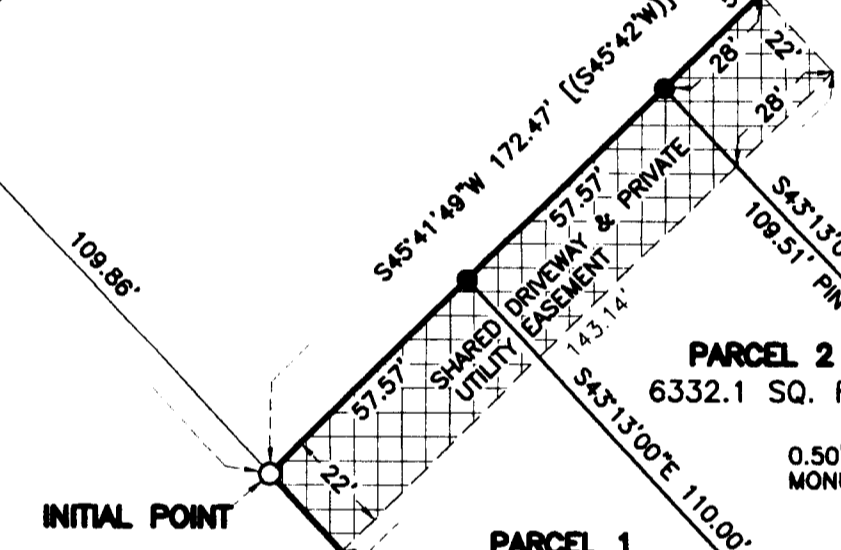 S45°41'49"W 172.47' [(S45°42'W)]
28'
22'
28'
109.86'
57.57'
SHARED DRIVEWAY & PRIVATE
UTILITY EASEMENT
143.14'
S43°13'0
109.51' PIN
57.57'
PARCEL 2
6332.1 SQ.
S43°13'00"E 110.00'
0.50'
MONU
22'
INITIAL POINT
PARCEL 1